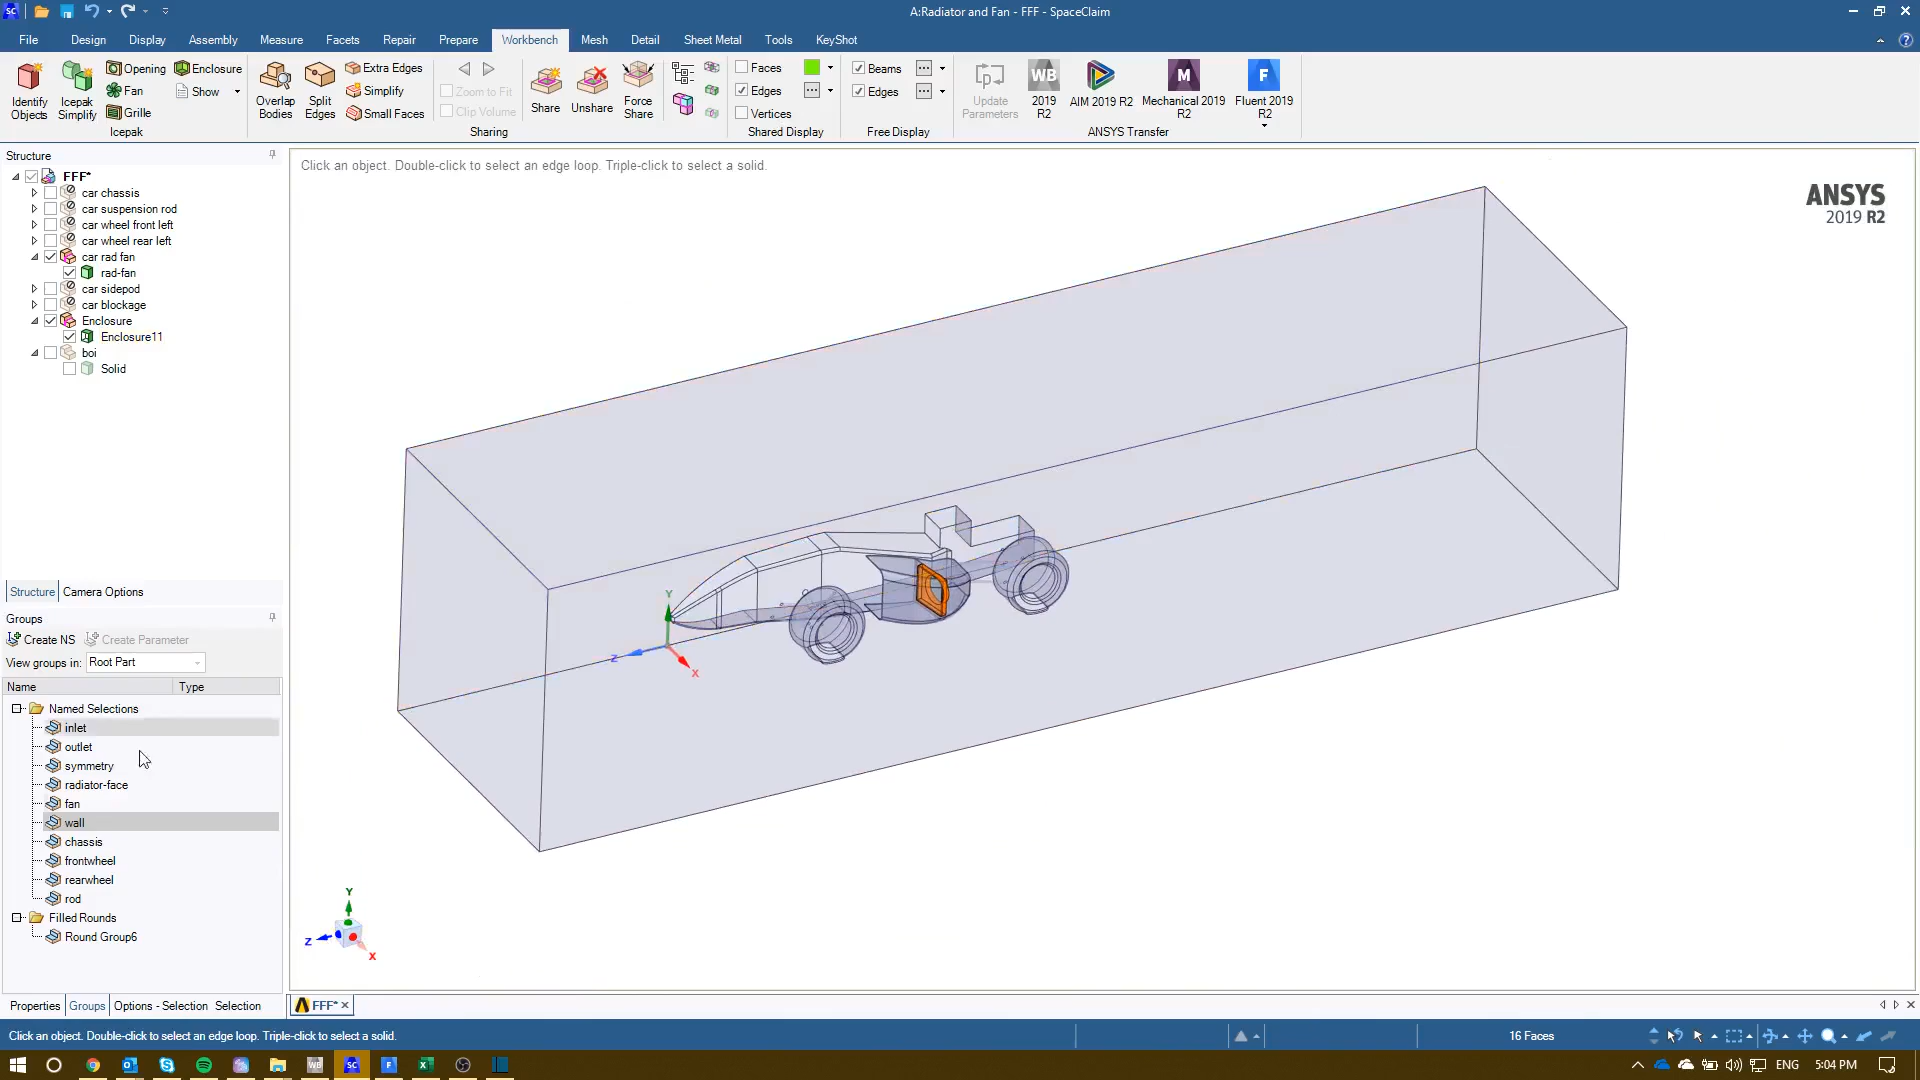 A:Radiator and Fan - FFF - SpaceClaim
File Design Display Assembly Measure Facets Repair Prepare Workbench Mesh Detail Sheet Metal Tools KeyShot
Identify Objects
Icepak Simplify
Opening
Fan
Grille
Enclosure
Show
Icepak
Overlap Bodies
Split Edges
Extra Edges
Simplify
Small Faces
Zoom to Fit
Clip Volume
Share
Unshare
Force Share
Sharing
Faces
Edges
Vertices
Shared Display
Beams
Edges
Free Display
Update Parameters
WB
2019 R2
AIM 2019 R2
M
Mechanical 2019 R2
F
Fluent 2019 R2
ANSYS Transfer
Structure
FFF*
car chassis
car suspension rod
car wheel front left
car wheel rear left
car rad fan
rad-fan
car sidepod
car blockage
Enclosure
Enclosure11
boi
Solid
Structure Camera Options
Groups
Create NS Create Parameter
View groups in: Root Part
Name Type
Named Selections
inlet
outlet
symmetry
radiator-face
fan
wall
chassis
frontwheel
rearwheel
rod
Filled Rounds
Round Group6
Properties Groups Options - Selection Selection
Click an object. Double-click to select an edge loop. Triple-click to select a solid.
ANSYS
2019 R2
Y
Z
X
Y
Z
X
FFF*
Click an object. Double-click to select an edge loop. Triple-click to select a solid.
16 Faces
WB SC F
ENG 5:04 PM